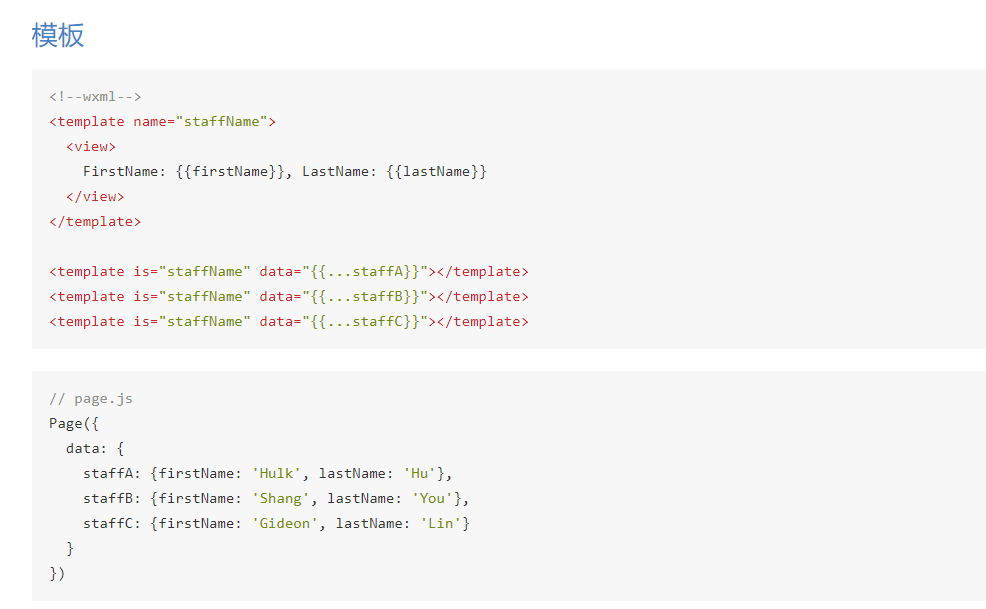 模板
<!--wxml-->
<template name="staffName">
  <view>
    FirstName: {{firstName}}, LastName: {{lastName}}
  </view>
</template>

<template is="staffName" data="{{...staffA}}"></template>
<template is="staffName" data="{{...staffB}}"></template>
<template is="staffName" data="{{...staffC}}"></template>

// page.js
Page({
  data: {
    staffA: {firstName: 'Hulk', lastName: 'Hu'},
    staffB: {firstName: 'Shang', lastName: 'You'},
    staffC: {firstName: 'Gideon', lastName: 'Lin'}
  }
})